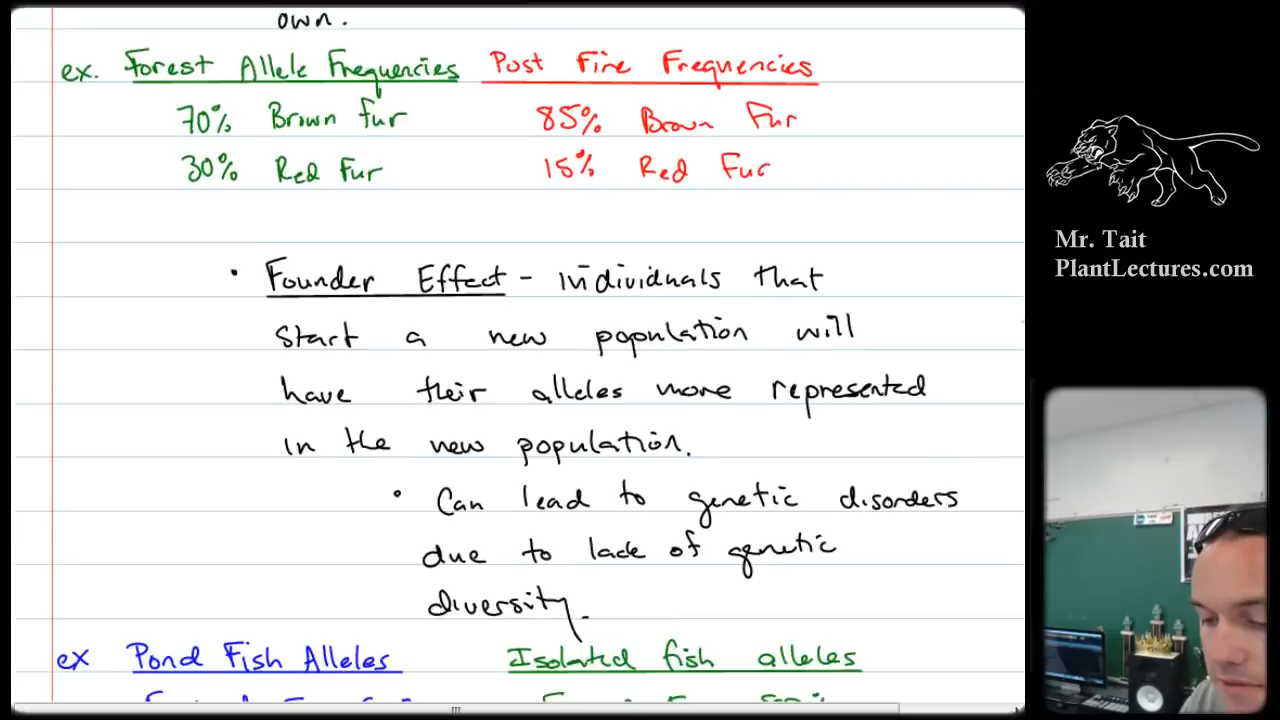 own.
ex. Forest Allele Frequencies Post Fire Frequencies
70% Brown fur 85% Brown Fur
30% Red Fur 15% Red Fur
• Founder Effect - individuals that
start a new population will
have their alleles more represented
in the new population.
• Can lead to genetic disorders
due to lack of genetic
diversity.
ex Pond Fish Alleles Isolated fish alleles
Mr. Tait
PlantLectures.com